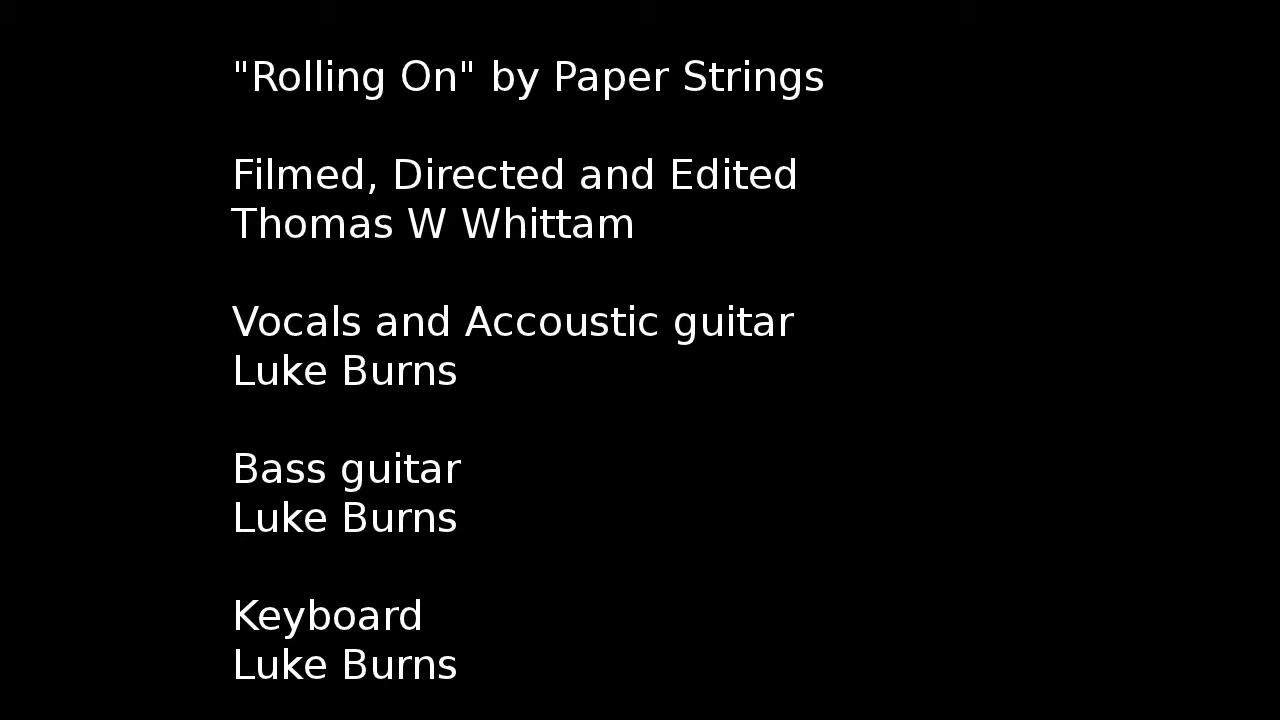 "Rolling On" by Paper Strings
Filmed, Directed and Edited
Thomas W Whittam
Vocals and Accoustic guitar
Luke Burns
Bass guitar
Luke Burns
Keyboard
Luke Burns